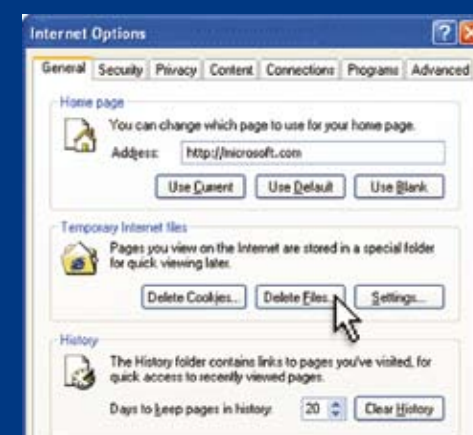 Internet Options
General Security Privacy Content Connections Programs Advanced
Home page
You can change which page to use for your home page.
Address: http://microsoft.com
Use Current Use Default Use Blank
Temporary Internet files
Pages you view on the Internet are stored in a special folder
for quick viewing later.
Delete Cookies... Delete Files... Settings...
History
The History folder contains links to pages you've visited, for
quick access to recently viewed pages.
Days to keep pages in history: 20 Clear History